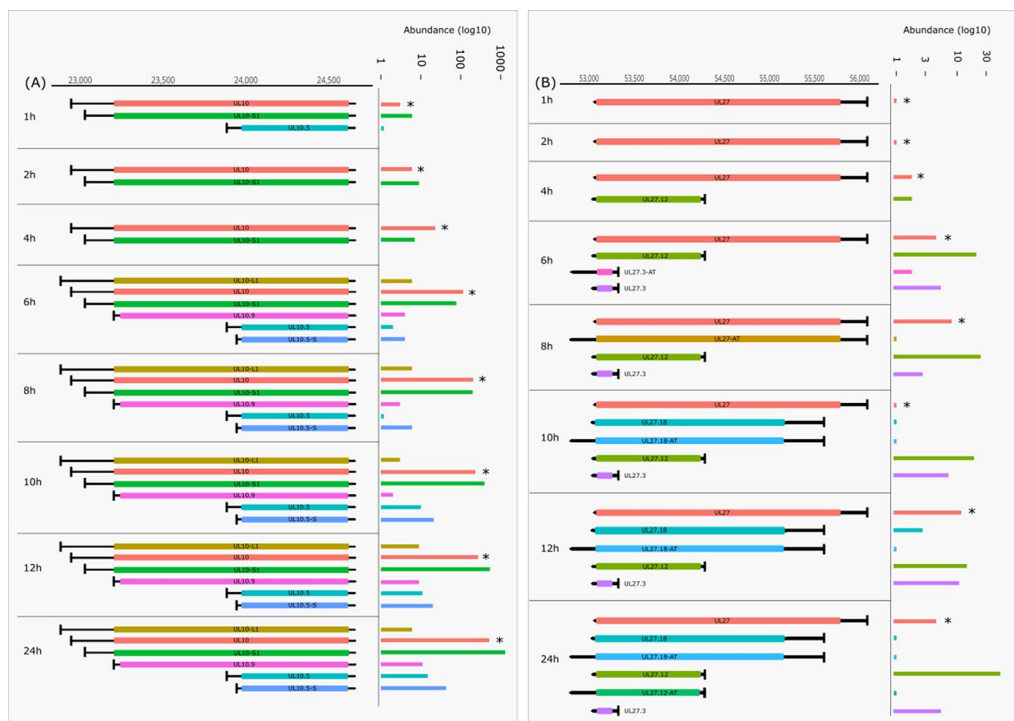 Abundance (log10)
1
10
100
1000
(A)
23,000
23,500
24,000
24,500
1h
UL10
*
UL10-S1
UL10.5
2h
UL10
*
UL10-S1
4h
UL10
*
UL10-S1
6h
UL10-L1
UL10
*
UL10-S1
UL10.9
UL10.5
UL10.5-S
8h
UL10-L1
UL10
*
UL10-S1
UL10.9
UL10.5
UL10.5-S
10h
UL10-L1
UL10
*
UL10-S1
UL10.9
UL10.5
UL10.5-S
12h
UL10-L1
UL10
*
UL10-S1
UL10.9
UL10.5
UL10.5-S
24h
UL10-L1
UL10
*
UL10-S1
UL10.9
UL10.5
UL10.5-S
Abundance (log10)
1
3
10
30
(B)
53,000
53,500
54,000
54,500
55,000
55,500
56,000
1h
UL27
*
2h
UL27
*
4h
UL27
*
UL27.12
6h
UL27
*
UL27.12
UL27.3-AT
UL27.3
8h
UL27
*
UL27-AT
UL27.12
UL27.3
10h
UL27
*
UL27.18
UL27.18-AT
UL27.12
UL27.3
12h
UL27
*
UL27.18
UL27.18-AT
UL27.12
UL27.3
24h
UL27
*
UL27.18
UL27.18-AT
UL27.12
UL27.12-AT
UL27.3